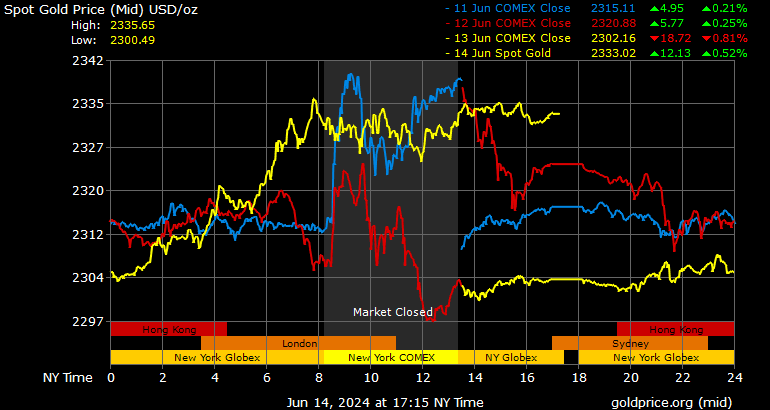 Spot Gold Price (Mid) USD/oz
High: 2335.65
Low: 2300.49
- 11 Jun COMEX Close 2315.11 ▲4.95 ▲0.21%
- 12 Jun COMEX Close 2320.88 ▲5.77 ▲0.25%
- 13 Jun COMEX Close 2302.16 ▼18.72 ▼0.81%
- 14 Jun Spot Gold 2333.02 ▲12.13 ▲0.52%
2342
2335
2327
2320
2312
2304
2297
Market Closed
Hong Kong Hong Kong
London Sydney
New York Globex New York COMEX NY Globex New York Globex
NY Time 0 2 4 6 8 10 12 14 16 18 20 22 24
Jun 14, 2024 at 17:15 NY Time goldprice.org (mid)